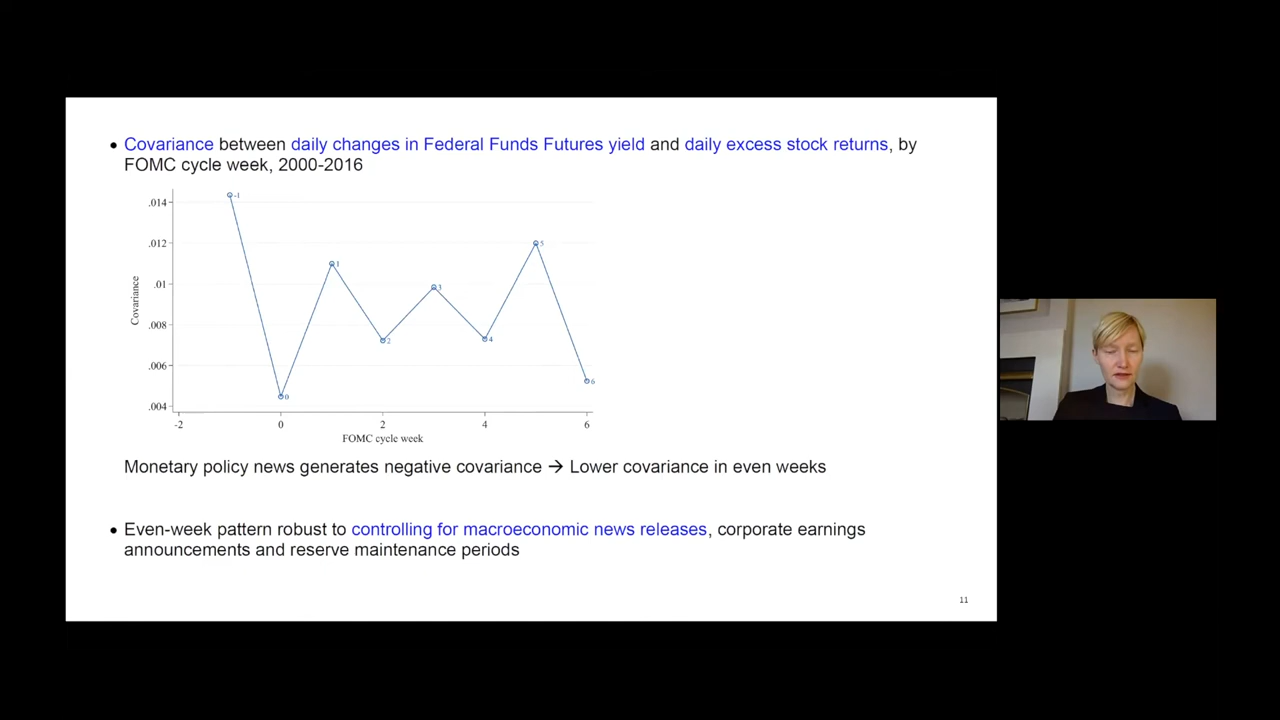 • Covariance between daily changes in Federal Funds Futures yield and daily excess stock returns, by
FOMC cycle week, 2000-2016
.014
.012
.01
.008
.006
.004
Covariance
-1
0
1
2
3
4
5
6
-2
0
2
4
6
FOMC cycle week
Monetary policy news generates negative covariance → Lower covariance in even weeks
• Even-week pattern robust to controlling for macroeconomic news releases, corporate earnings
announcements and reserve maintenance periods
11